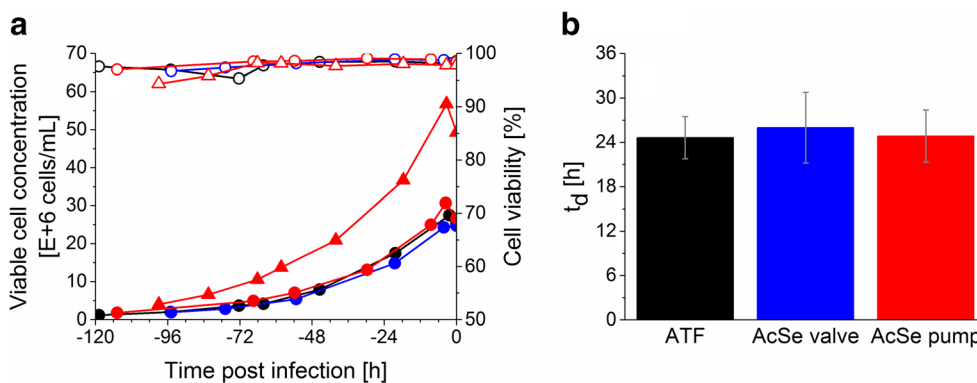 a
b
70
60
50
40
30
20
10
0
Viable cell concentration
[E+6 cells/mL]
100
90
80
70
60
50
Cell viability [%]
-120
-96
-72
-48
-24
0
Time post infection [h]
36
30
24
18
12
6
0
t_d [h]
ATF
AcSe valve
AcSe pump